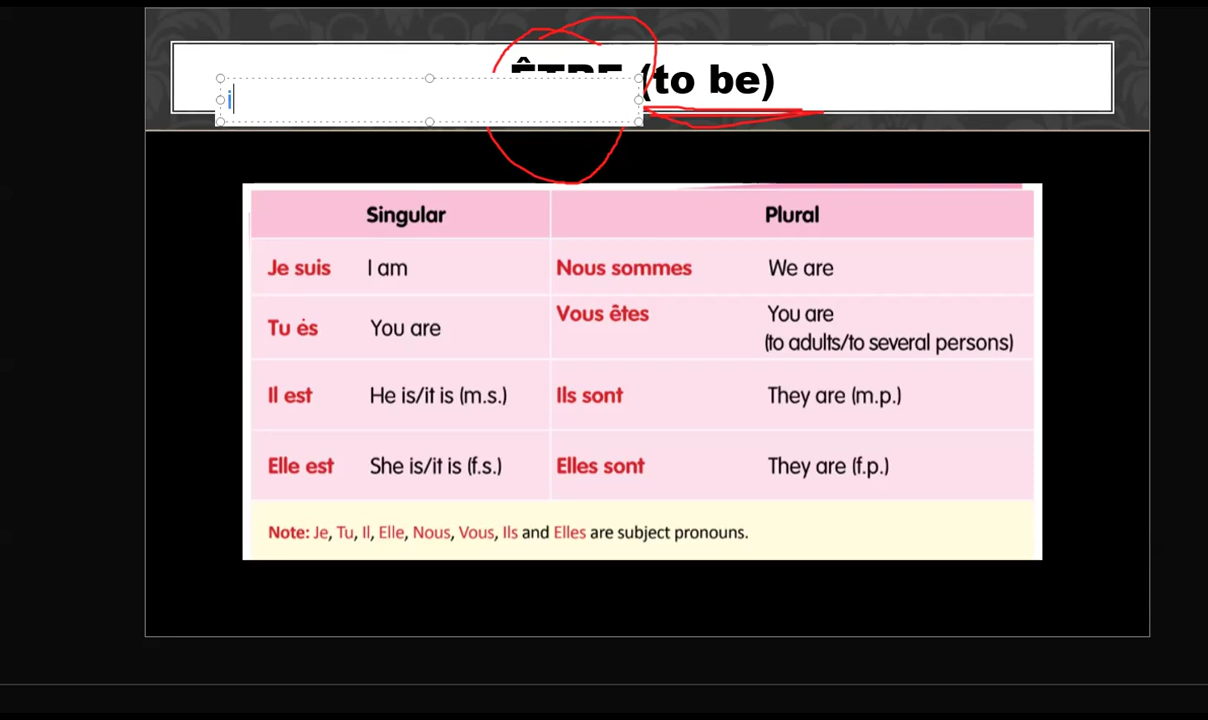 ÊTRE (to be)
i
Singular Plural
Je suis I am Nous sommes We are
Tu ės You are Vous êtes You are
(to adults/to several persons)
Il est He is/it is (m.s.) Ils sont They are (m.p.)
Elle est She is/it is (f.s.) Elles sont They are (f.p.)
Note: Je, Tu, Il, Elle, Nous, Vous, Ils and Elles are subject pronouns.